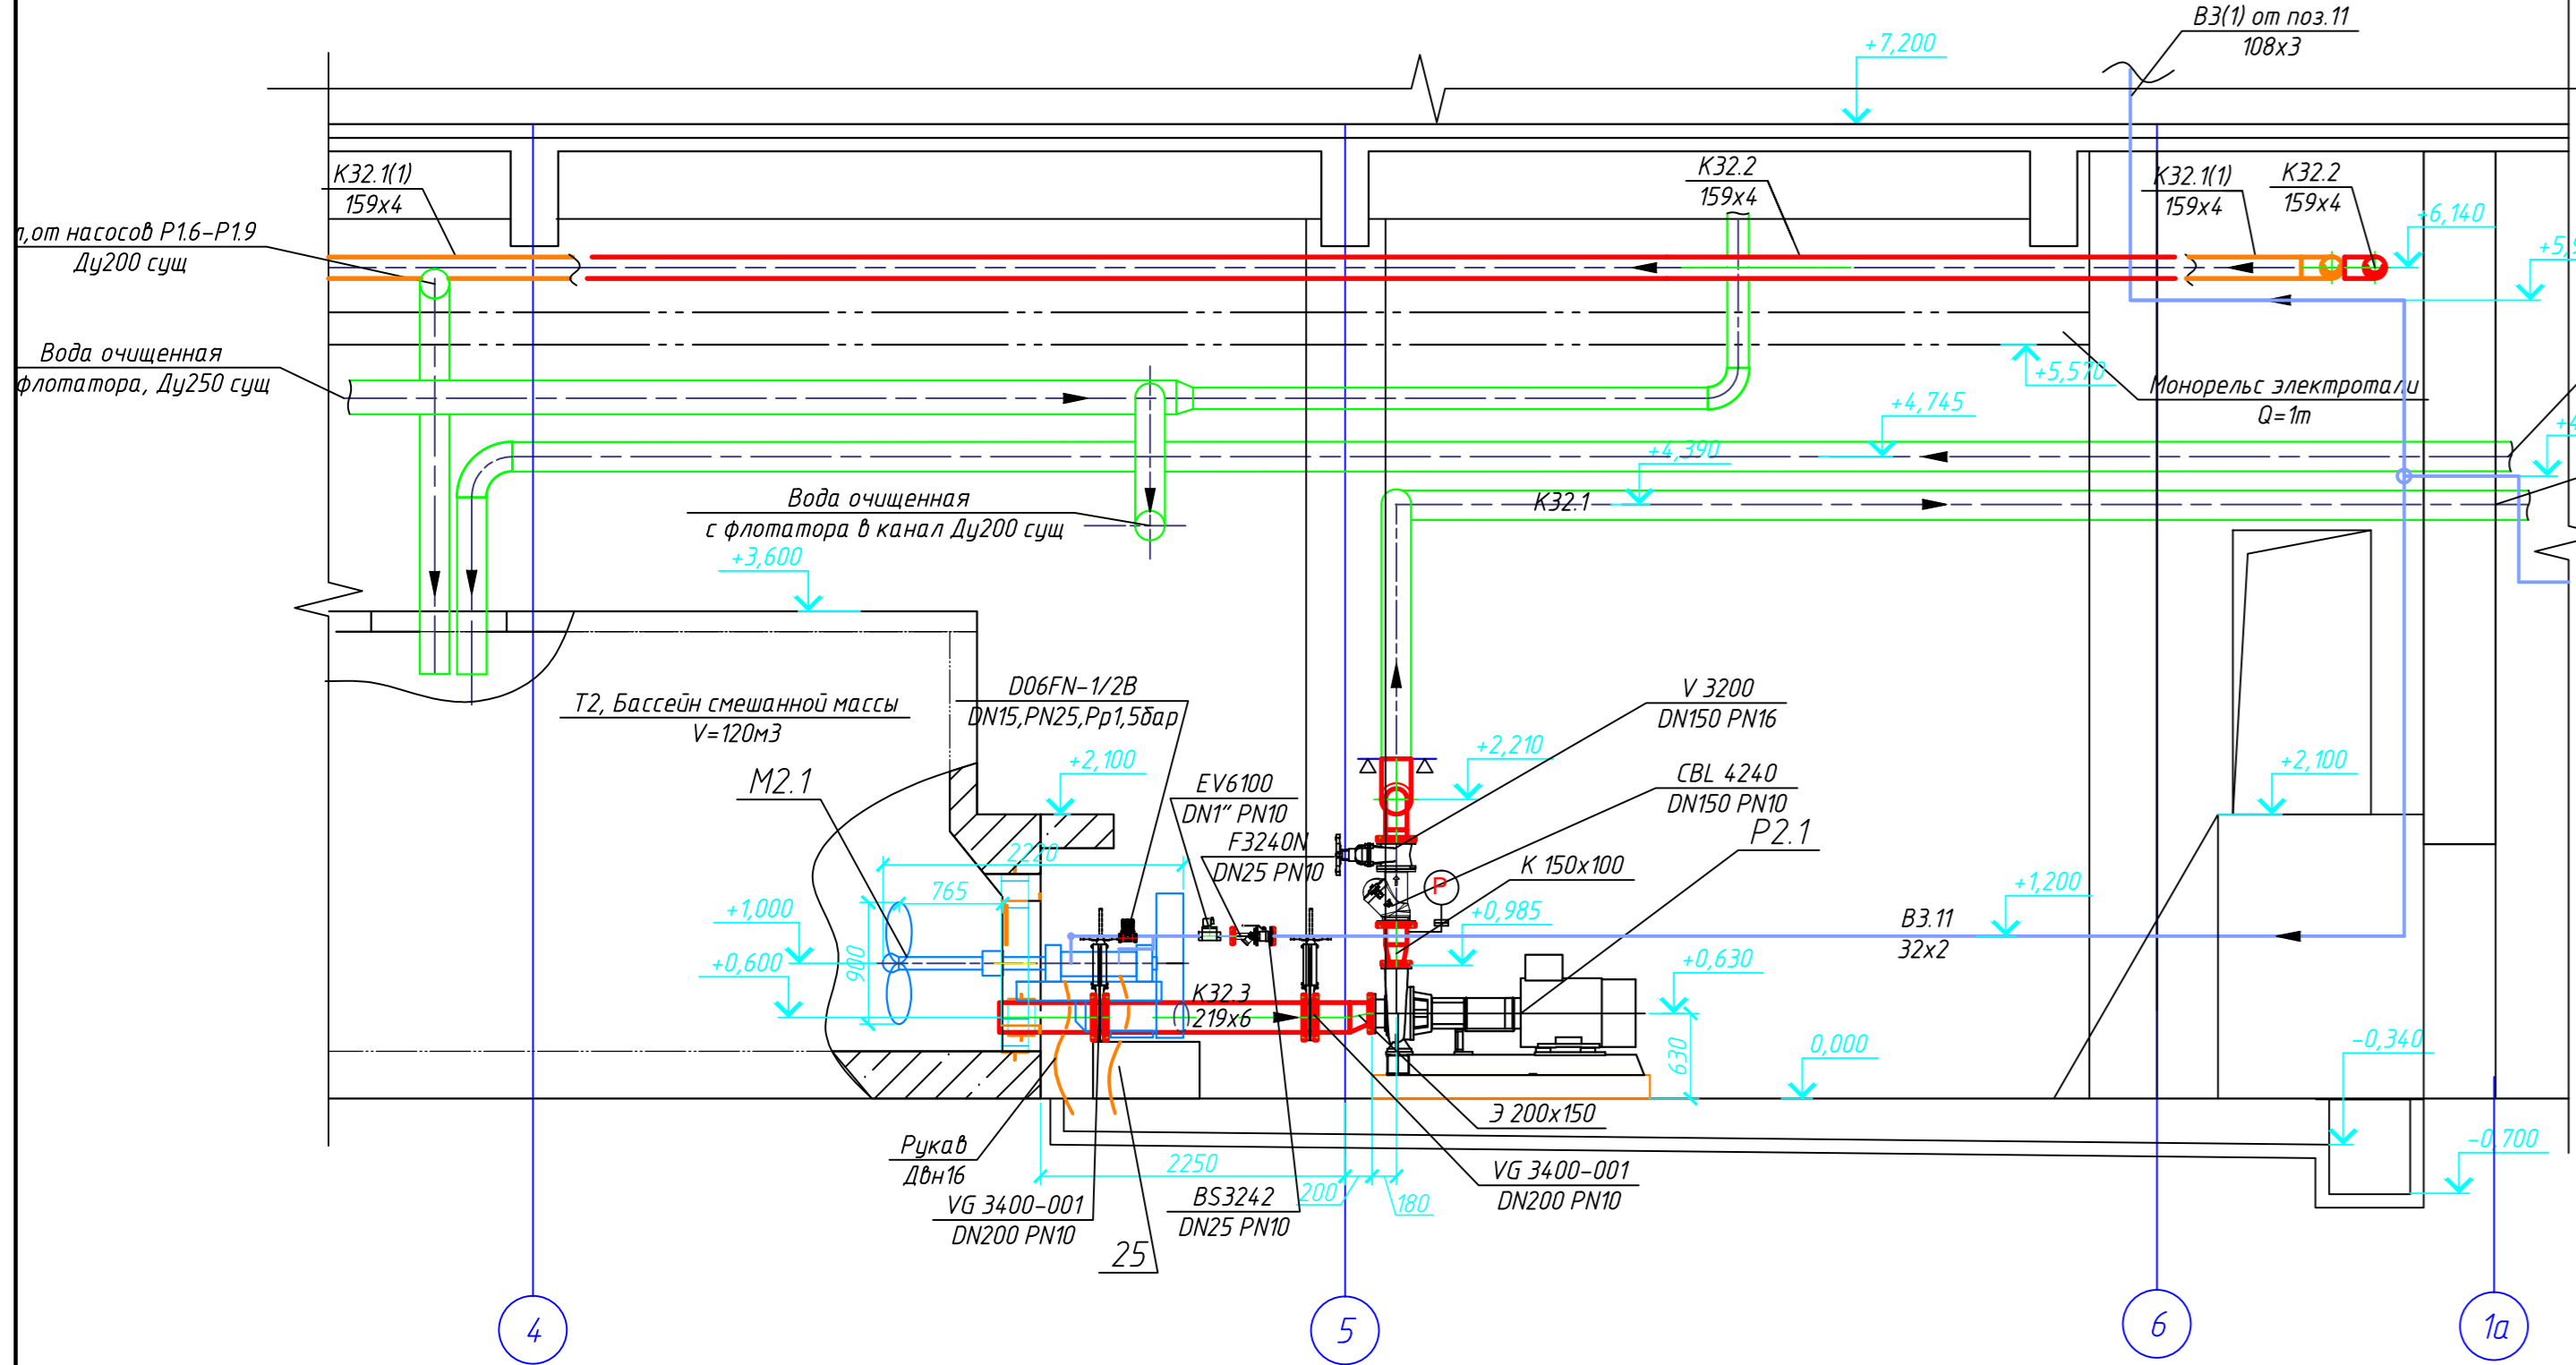 В3(1) от поз.11
108х3
+7,200
К32.1(1)
159х4
К32.2
159х4
К32.1(1)
159х4
К32.2
159х4
+6,140
от насосов Р1.6-Р1.9
Ду200 сущ
Вода очищенная
флотатора, Ду250 сущ
+5,570
Монорельс электротали
Q=1т
+4,745
+4,390
К32.1
Вода очищенная
с флотатора в канал Ду200 сущ
+3,600
Т2, Бассейн смешанной массы
V=120м3
D06FN-1/2B
DN15,PN25,Рр1,5бар
V 3200
DN150 PN16
+2,210
+2,100
+2,100
М2.1
EV6100
DN1" PN10
CBL 4240
DN150 PN10
Р2.1
F3240N
DN25 PN10
К 150х100
P
2220
765
900
+1,000
+0,600
+0,985
+1,200
В3.11
32х2
+0,630
К32.3
219х6
630
0,000
-0,340
-0,700
Э 200х150
Рукав
Двн16
2250
200
180
VG 3400-001
DN200 PN10
BS3242
DN25 PN10
VG 3400-001
DN200 PN10
25
4
5
6
1а